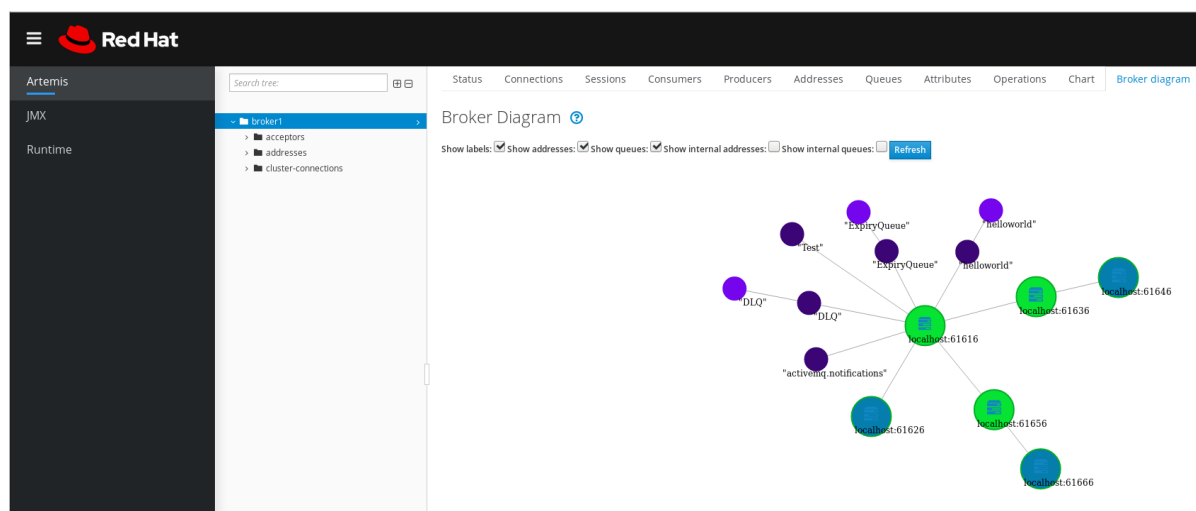 Red Hat
Artemis
JMX
Runtime
Search tree:
broker1
acceptors
addresses
cluster-connections
Status Connections Sessions Consumers Producers Addresses Queues Attributes Operations Chart Broker diagram
Broker Diagram
Show labels: Show addresses: Show queues: Show internal addresses: Show internal queues: Refresh
"ExpiryQueue"
"helloworld"
"Test"
"ExpiryQueue"
"helloworld"
localhost:61646
"DLQ"
"DLQ"
localhost:61636
localhost:61616
"activemq.notifications"
localhost:61626
localhost:61656
localhost:61666